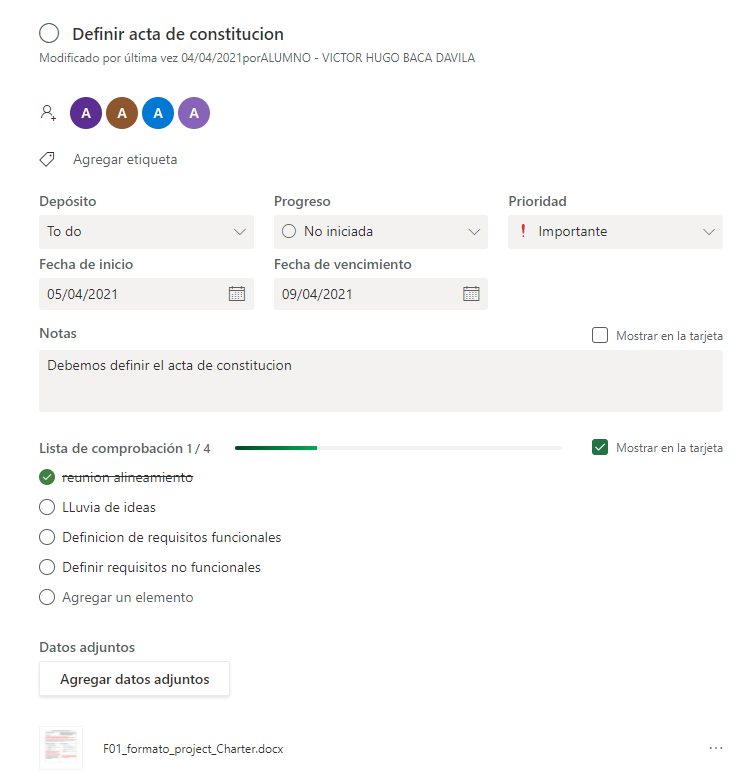 Definir acta de constitucion
Modificado por última vez 04/04/2021porALUMNO - VICTOR HUGO BACA DAVILA
A A A A
Agregar etiqueta
Depósito Progreso Prioridad
To do No iniciada Importante
Fecha de inicio Fecha de vencimiento
05/04/2021 09/04/2021
Notas Mostrar en la tarjeta
Debemos definir el acta de constitucion
Lista de comprobación 1 / 4 Mostrar en la tarjeta
reunion alineamiento
LLuvia de ideas
Definicion de requisitos funcionales
Definir requisitos no funcionales
Agregar un elemento
Datos adjuntos
Agregar datos adjuntos
F01_formato_project_Charter.docx